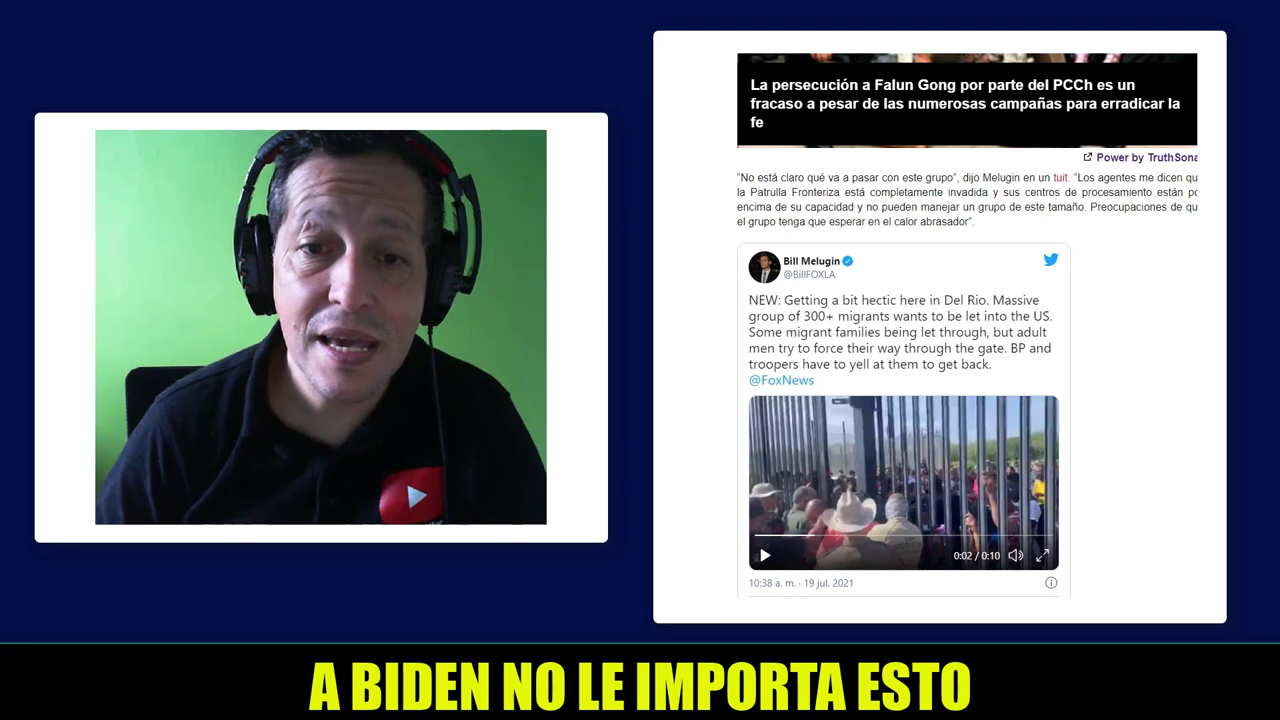 La persecución a Falun Gong por parte del PCCh es un
fracaso a pesar de las numerosas campañas para erradicar la
fe
Power by TruthSona
“No está claro qué va a pasar con este grupo”, dijo Melugin en un tuit. “Los agentes me dicen qu
la Patrulla Fronteriza está completamente invadida y sus centros de procesamiento están po
encima de su capacidad y no pueden manejar un grupo de este tamaño. Preocupaciones de qu
el grupo tenga que esperar en el calor abrasador”.
Bill Melugin
@BillFOXLA
NEW: Getting a bit hectic here in Del Rio. Massive
group of 300+ migrants wants to be let into the US.
Some migrant families being let through, but adult
men try to force their way through the gate. BP and
troopers have to yell at them to get back.
@FoxNews
0:02 / 0:10
10:38 a. m. · 19 jul. 2021
A BIDEN NO LE IMPORTA ESTO